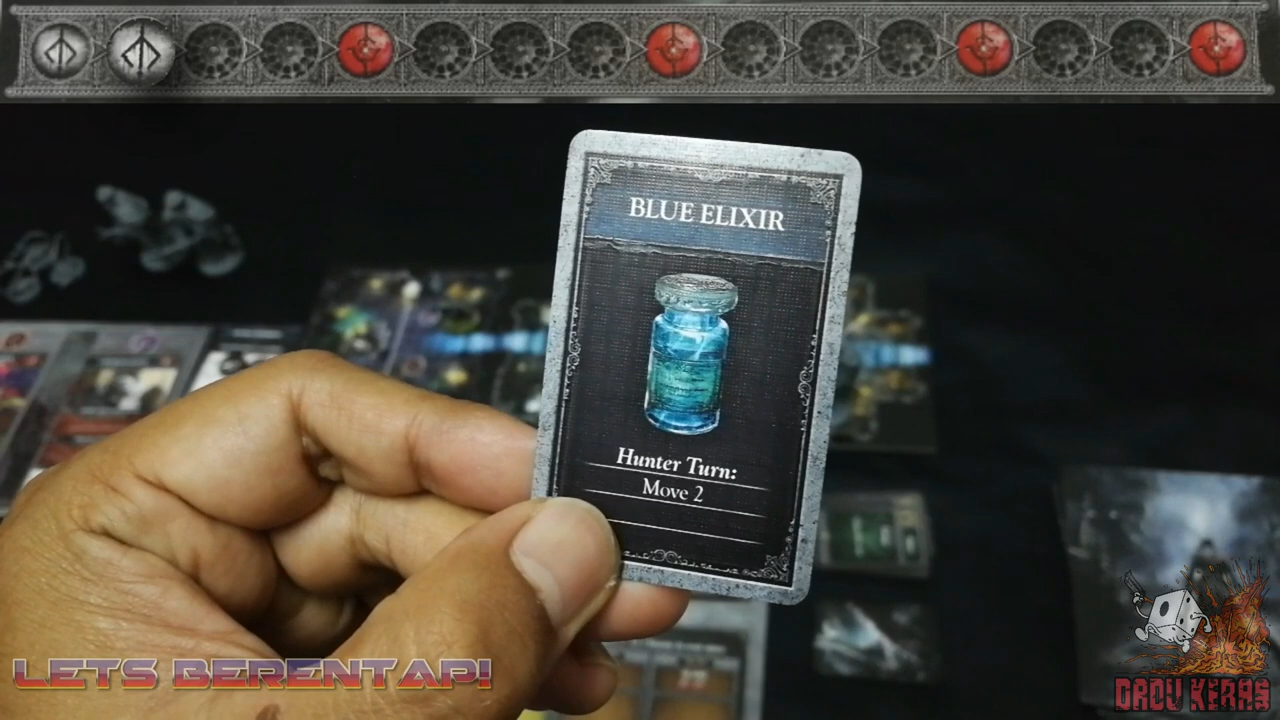 BLUE ELIXIR
Hunter Turn:
Move 2
LETS BERENTAP!
DADU KERAS